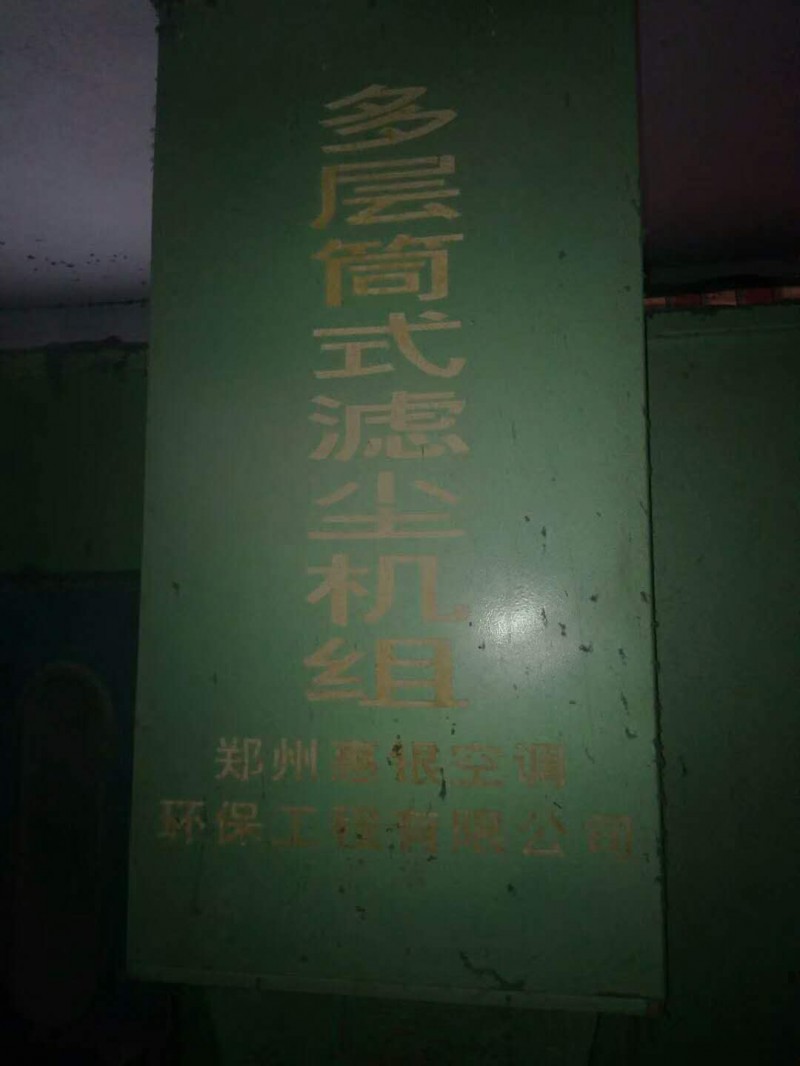 多层筒式滤尘机组
郑州 银空调
环保工程有限公司